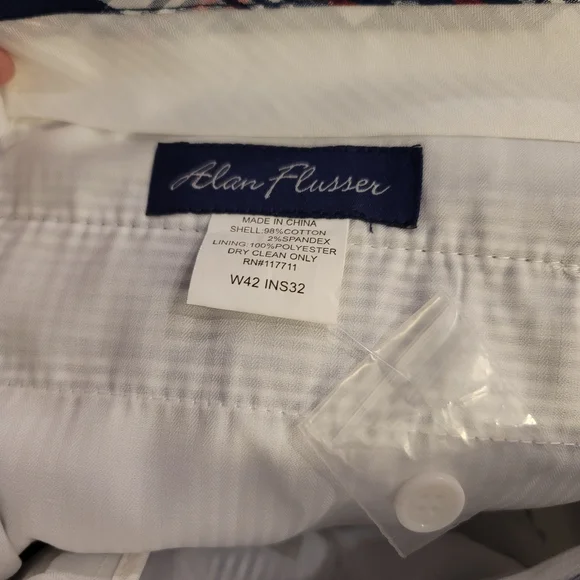 Alan Flusser
MADE IN CHINA
SHELL:98%COTTON
2%SPANDEX
LINING:100%POLYESTER
DRY CLEAN ONLY
RN#117711
W42 INS32